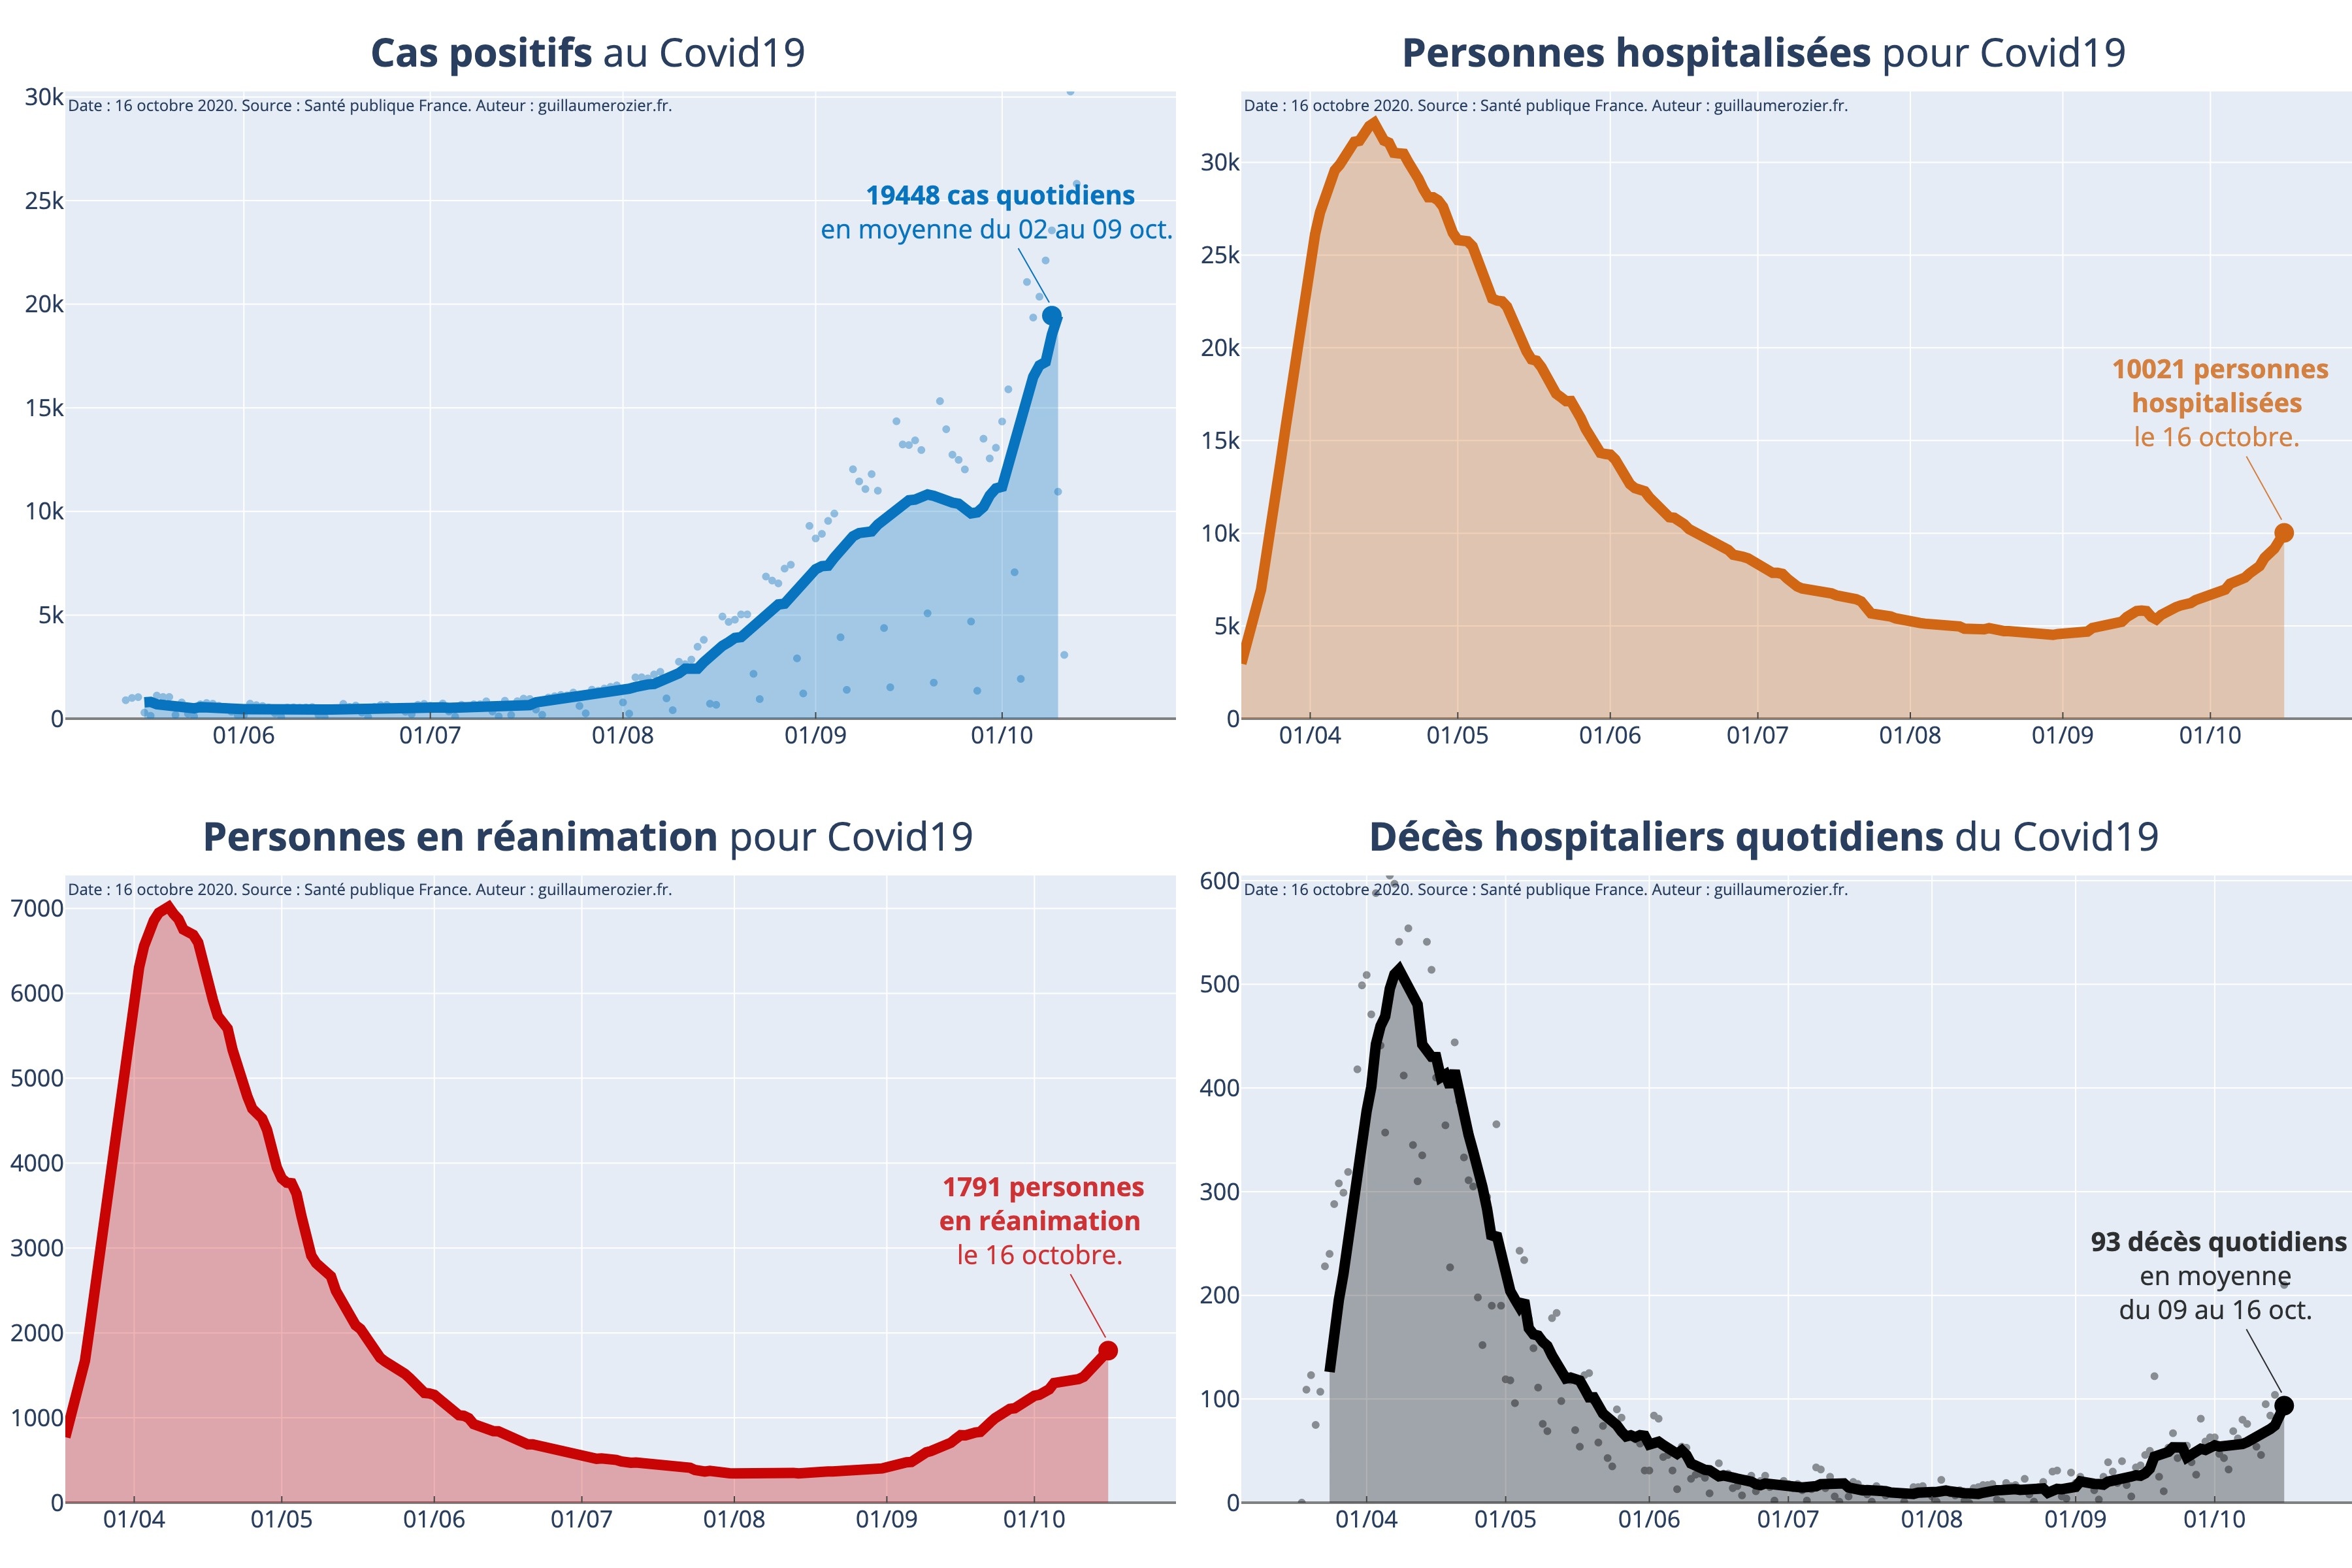 Cas positifs au Covid19
Date : 16 octobre 2020. Source : Santé publique France. Auteur : guillaumerozier.fr.
30k
25k
20k
15k
10k
5k
0
19448 cas quotidiens
en moyenne du 02 au 09 oct.
01/06 01/07 01/08 01/09 01/10
Personnes hospitalisées pour Covid19
Date : 16 octobre 2020. Source : Santé publique France. Auteur : guillaumerozier.fr.
30k
25k
20k
15k
10k
5k
0
10021 personnes
hospitalisées
le 16 octobre.
01/04 01/05 01/06 01/07 01/08 01/09 01/10
Personnes en réanimation pour Covid19
Date : 16 octobre 2020. Source : Santé publique France. Auteur : guillaumerozier.fr.
7000
6000
5000
4000
3000
2000
1000
0
1791 personnes
en réanimation
le 16 octobre.
01/04 01/05 01/06 01/07 01/08 01/09 01/10
Décès hospitaliers quotidiens du Covid19
Date : 16 octobre 2020. Source : Santé publique France. Auteur : guillaumerozier.fr.
600
500
400
300
200
100
0
93 décès quotidiens
en moyenne
du 09 au 16 oct.
01/04 01/05 01/06 01/07 01/08 01/09 01/10